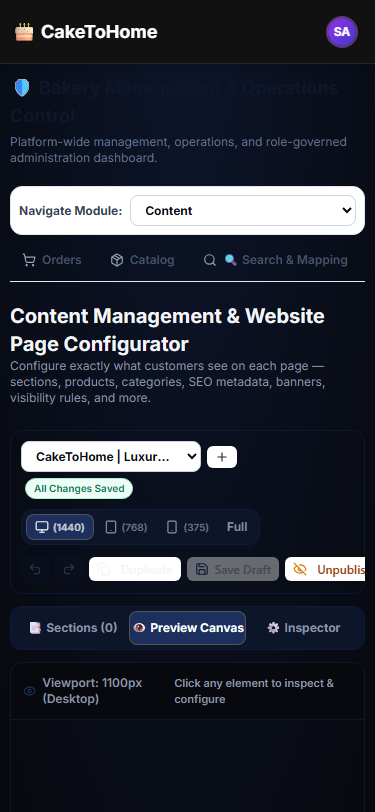 🎂 CakeToHome
SA
🛡️ Bakery Management & Operations
Control
Platform-wide management, operations, and role-governed
administration dashboard.
Navigate Module: Content
Orders Catalog 🔍 Search & Mapping
Content Management & Website
Page Configurator
Configure exactly what customers see on each page —
sections, products, categories, SEO metadata, banners,
visibility rules, and more.
CakeToHome | Luxur...
All Changes Saved
(1440) (768) (375) Full
Duplicate Save Draft Unpublis
📑 Sections (0) 👁️ Preview Canvas ⚙️ Inspector
Viewport: 1100px
(Desktop)
Click any element to inspect &
configure